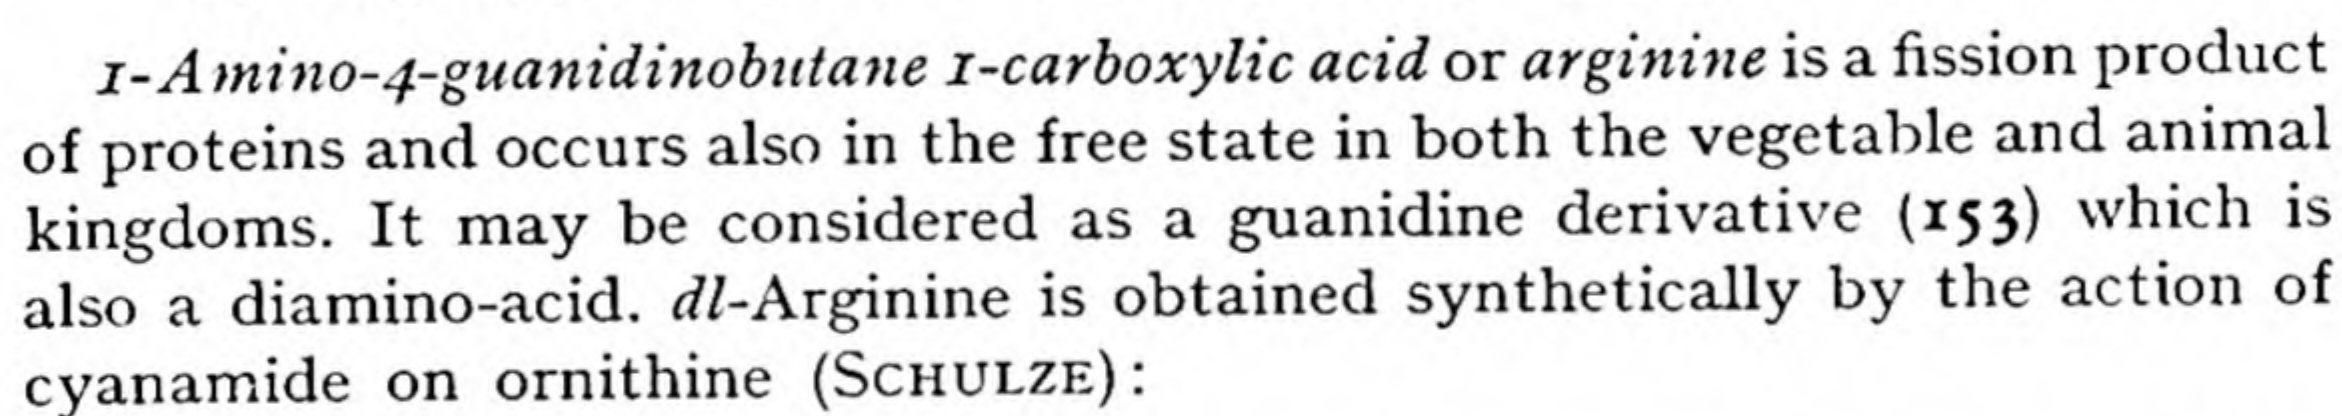 1-Amino-4-guanidinobutane 1-carboxylic acid or arginine is a fission product
of proteins and occurs also in the free state in both the vegetable and animal
kingdoms. It may be considered as a guanidine derivative (153) which is
also a diamino-acid. dl-Arginine is obtained synthetically by the action of
cyanamide on ornithine (SCHULZE):